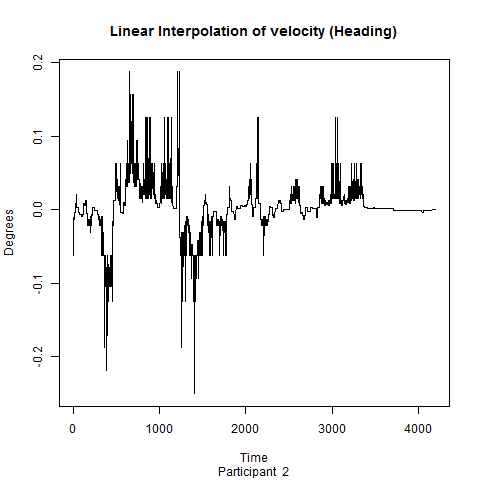 Linear Interpolation of velocity (Heading)
Degrees
0.2
0.1
0.0
-0.1
-0.2
0 1000 2000 3000 4000
Time
Participant 2